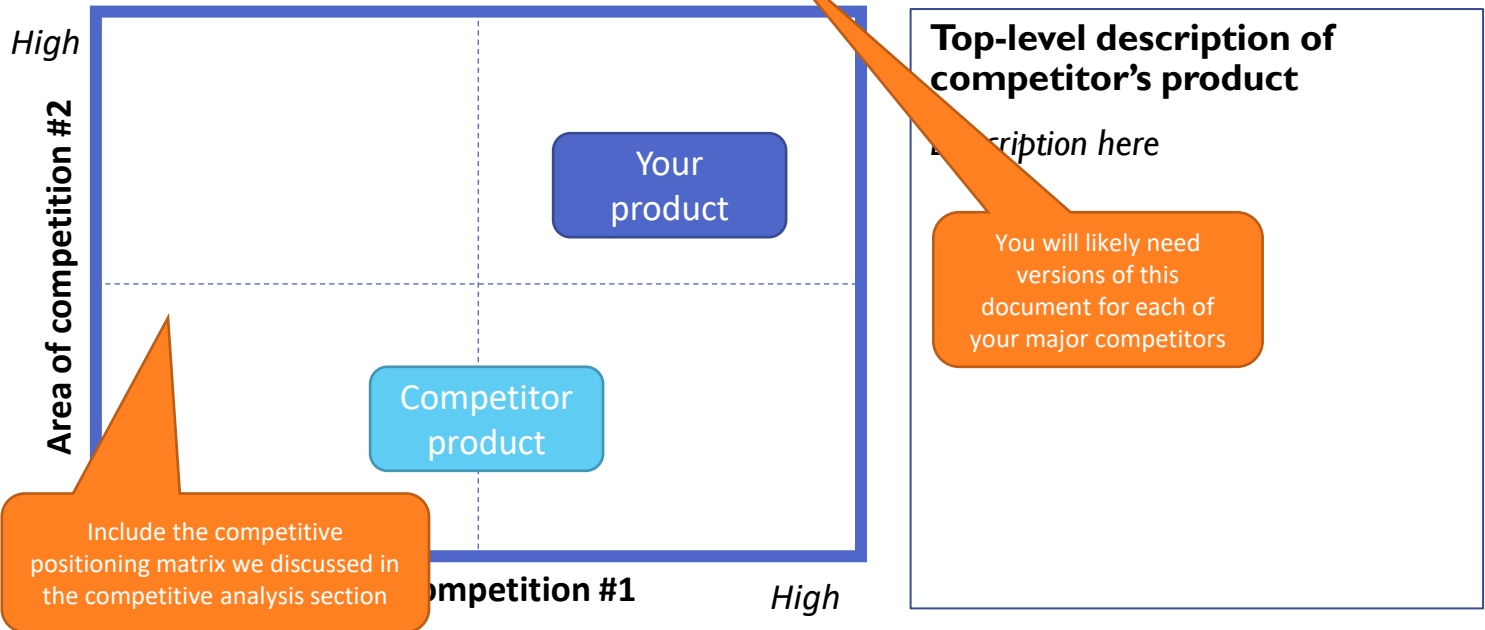 High
Area of competition #2
Your
product
Competitor
product
Include the competitive
positioning matrix we discussed in
the competitive analysis section
competition #1
High
Top-level description of
competitor's product
here
You will likely need
versions of this
document for each of
your major competitors